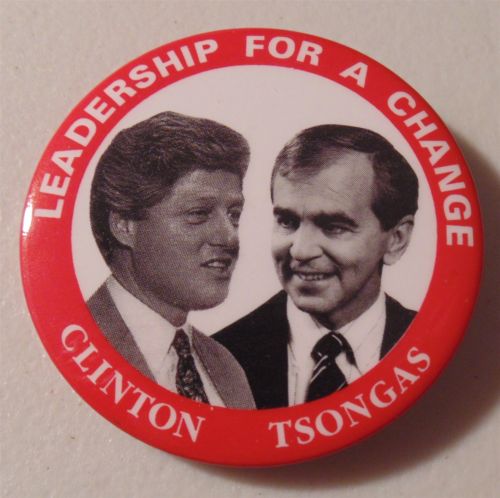 LEADERSHIP FOR A CHANGE
CLINTON TSONGAS